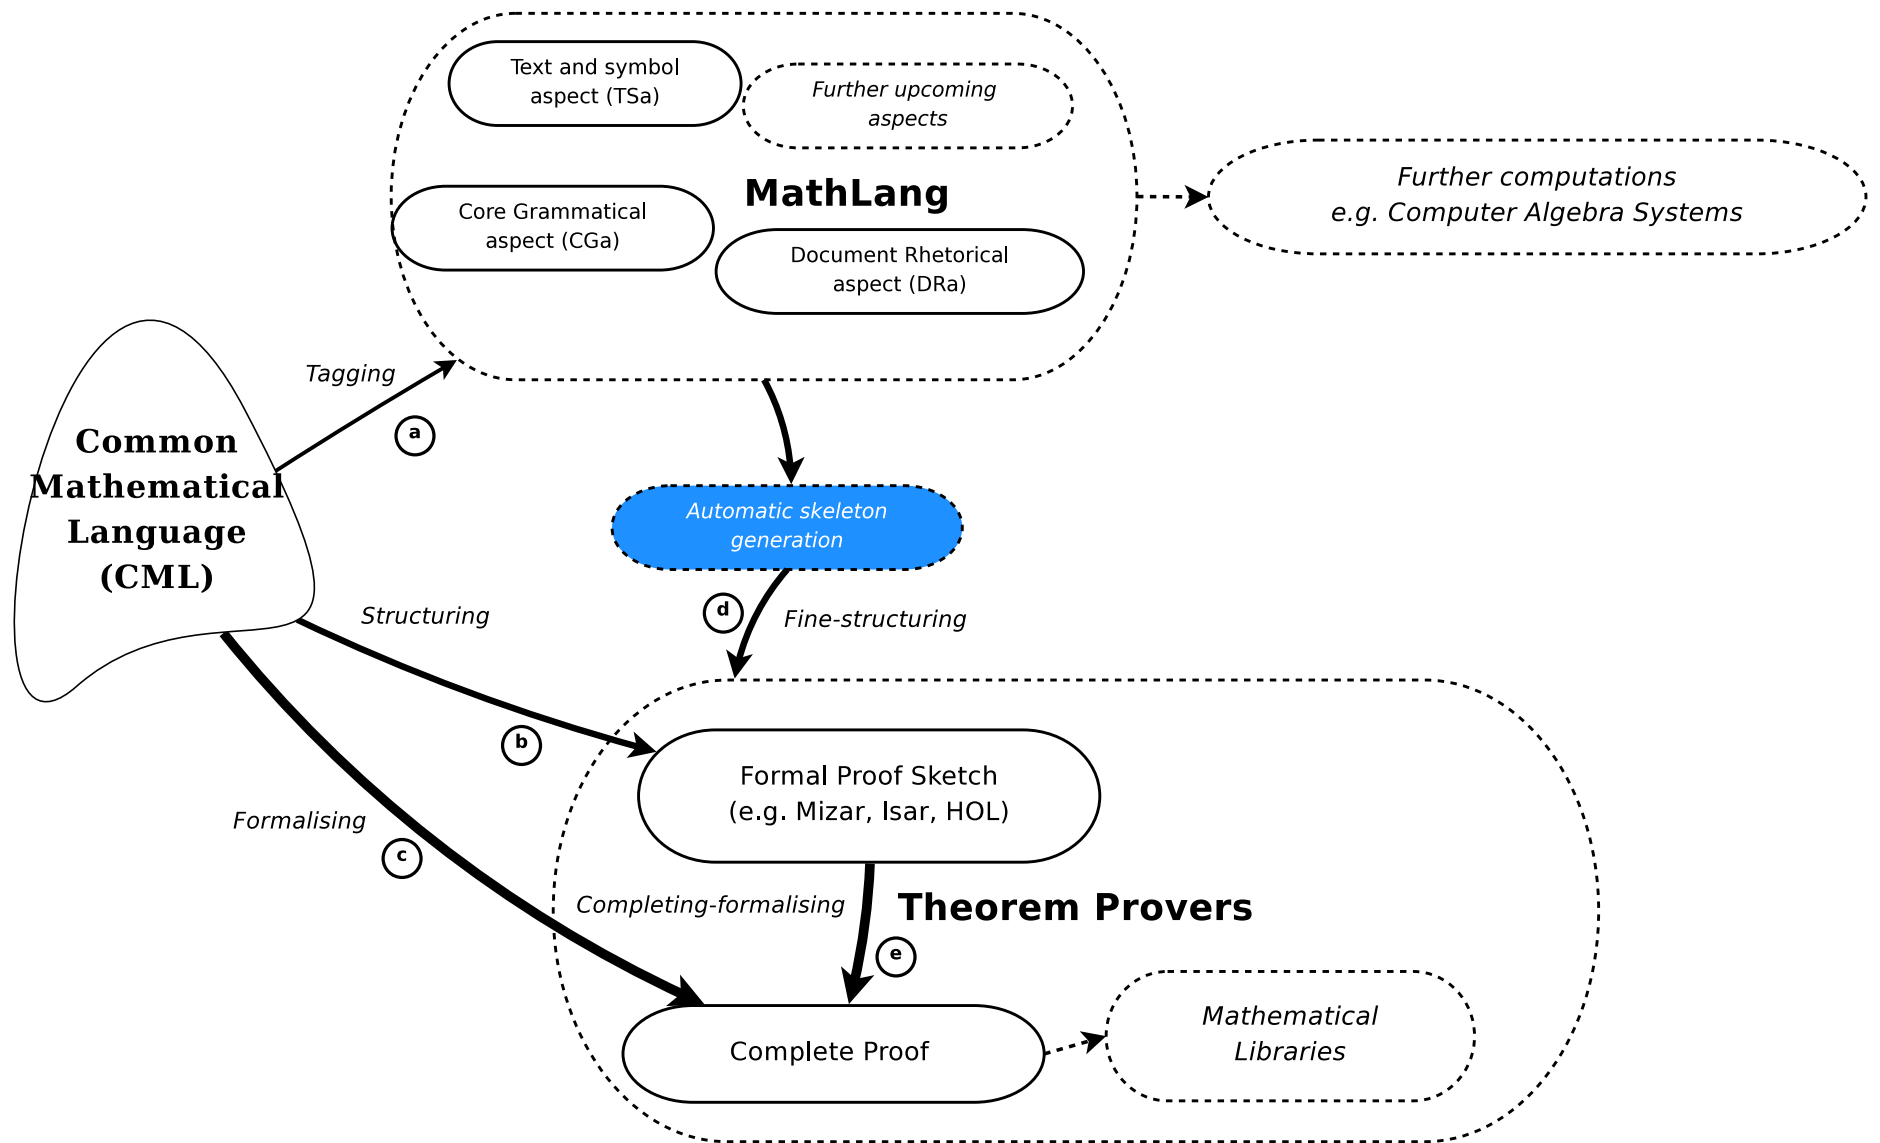 Text and symbol
aspect (TSa)
Further upcoming
aspects
MathLang
Core Grammatical
aspect (CGa)
Document Rhetorical
aspect (DRa)
Further computations
e.g. Computer Algebra Systems
Tagging
a
Common
Mathematical
Language
(CML)
Automatic skeleton
generation
Structuring
d
Fine-structuring
b
Formal Proof Sketch
(e.g. Mizar, Isar, HOL)
Formalising
c
Completing-formalising
Theorem Provers
e
Complete Proof
Mathematical
Libraries